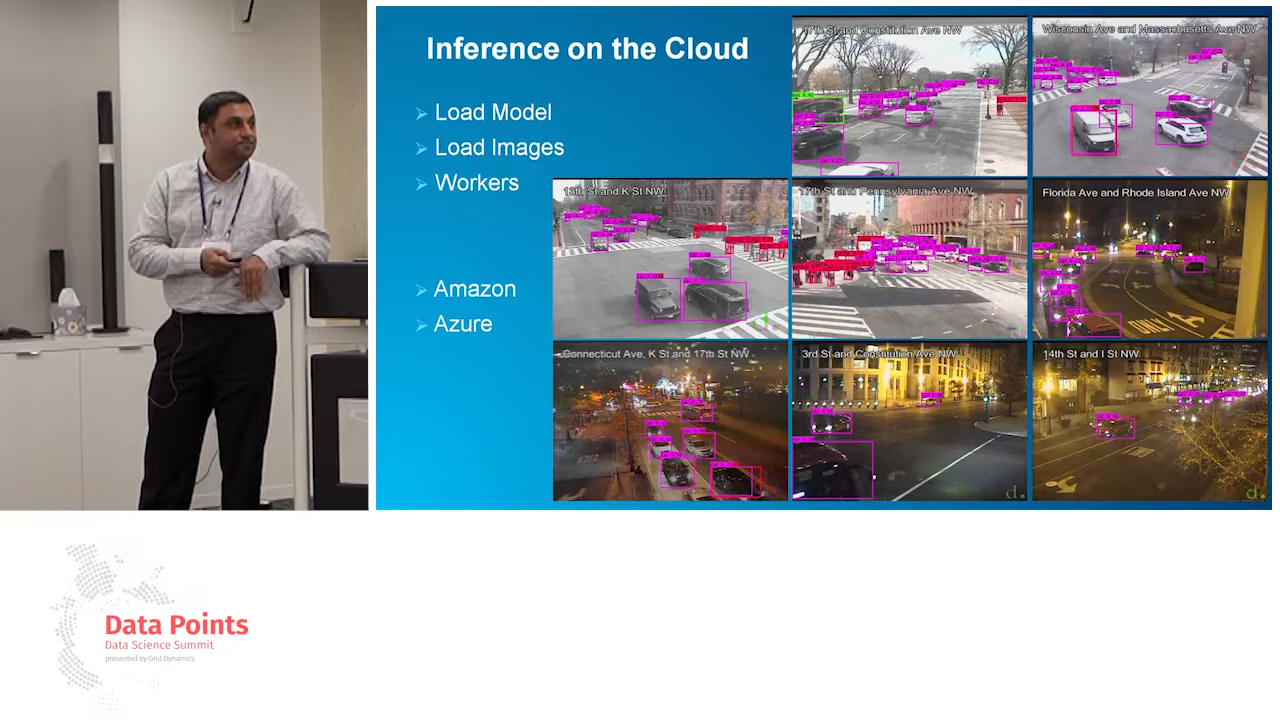 Inference on the Cloud
Load Model
Load Images
Workers
Amazon
Azure
17th St and Constitution Ave NW
Wisconsin Ave and Massachusetts Ave NW
13th St and K St NW
17th St and Pennsylvania Ave NW
Florida Ave and Rhode Island Ave NW
ONLY
Connecticut Ave, K St and 17th St NW
3rd St and Constitution Ave NW
d.
14th St and I St NW
d.
Data Points
Data Science Summit
presented by Grid Dynamics